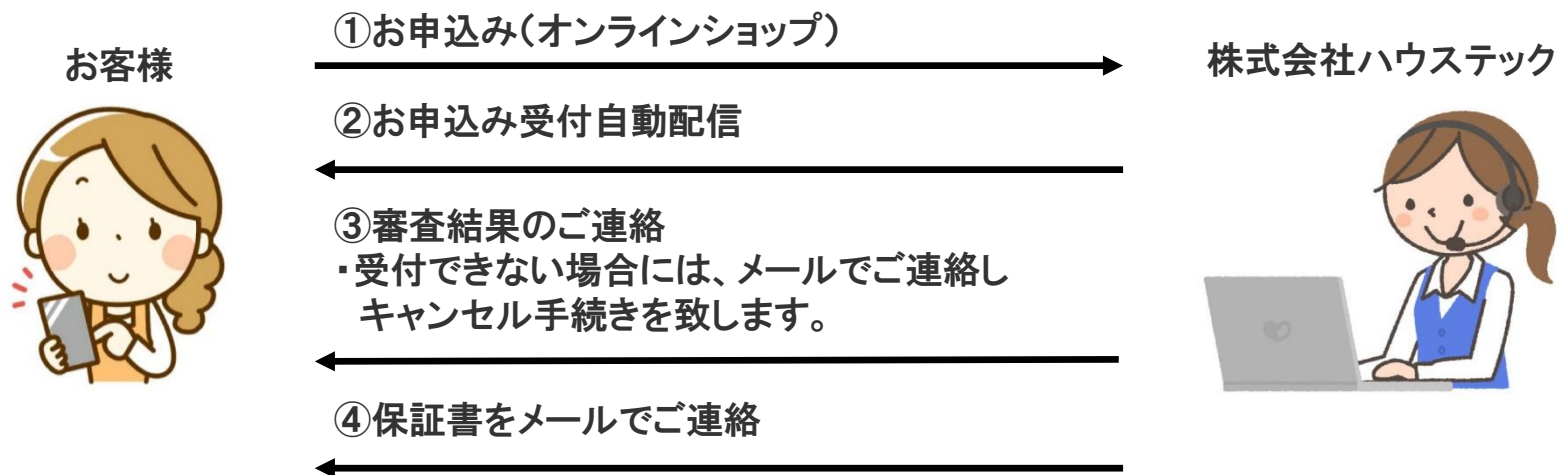 お客様
①お申込み(オンラインショップ)
株式会社ハウステック
②お申込み受付自動配信
③審査結果のご連絡
・受付できない場合には、メールでご連絡し
キャンセル手続きを致します。
④保証書をメールでご連絡